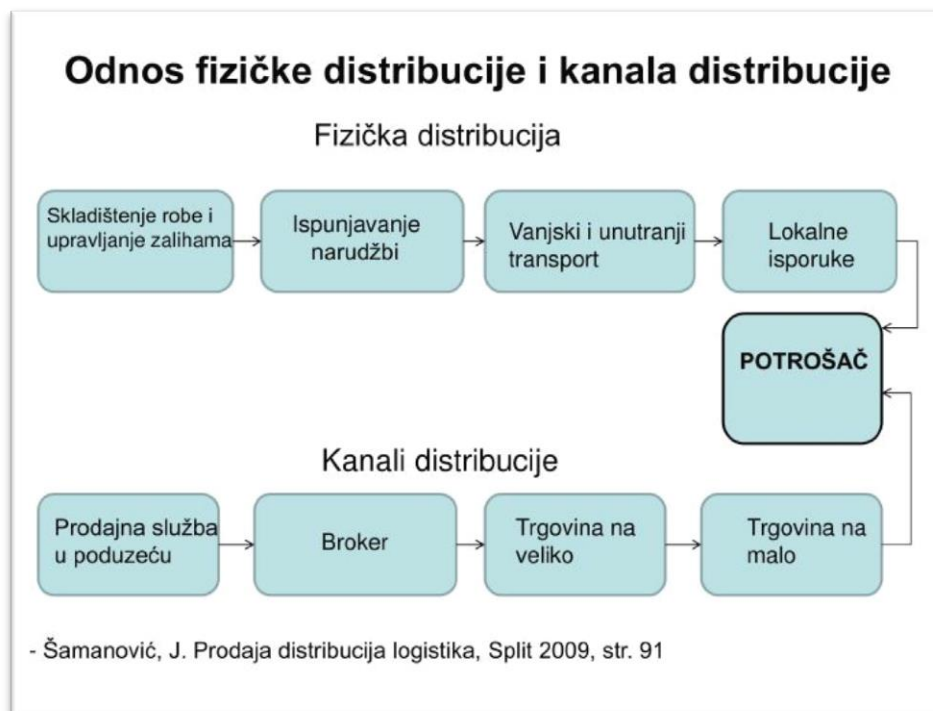 Odnos fizičke distribucije i kanala distribucije
Fizička distribucija
Skladištenje robe i
upravljanje zalihama
Ispunjavanje
narudžbi
Vanjski i unutranji
transport
Lokalne
isporuke
POTROŠAČ
Kanali distribucije
Prodajna služba
u poduzeću
Broker
Trgovina na
veliko
Trgovina na
malo
- Šamanović, J. Prodaja distribucija logistika, Split 2009, str. 91